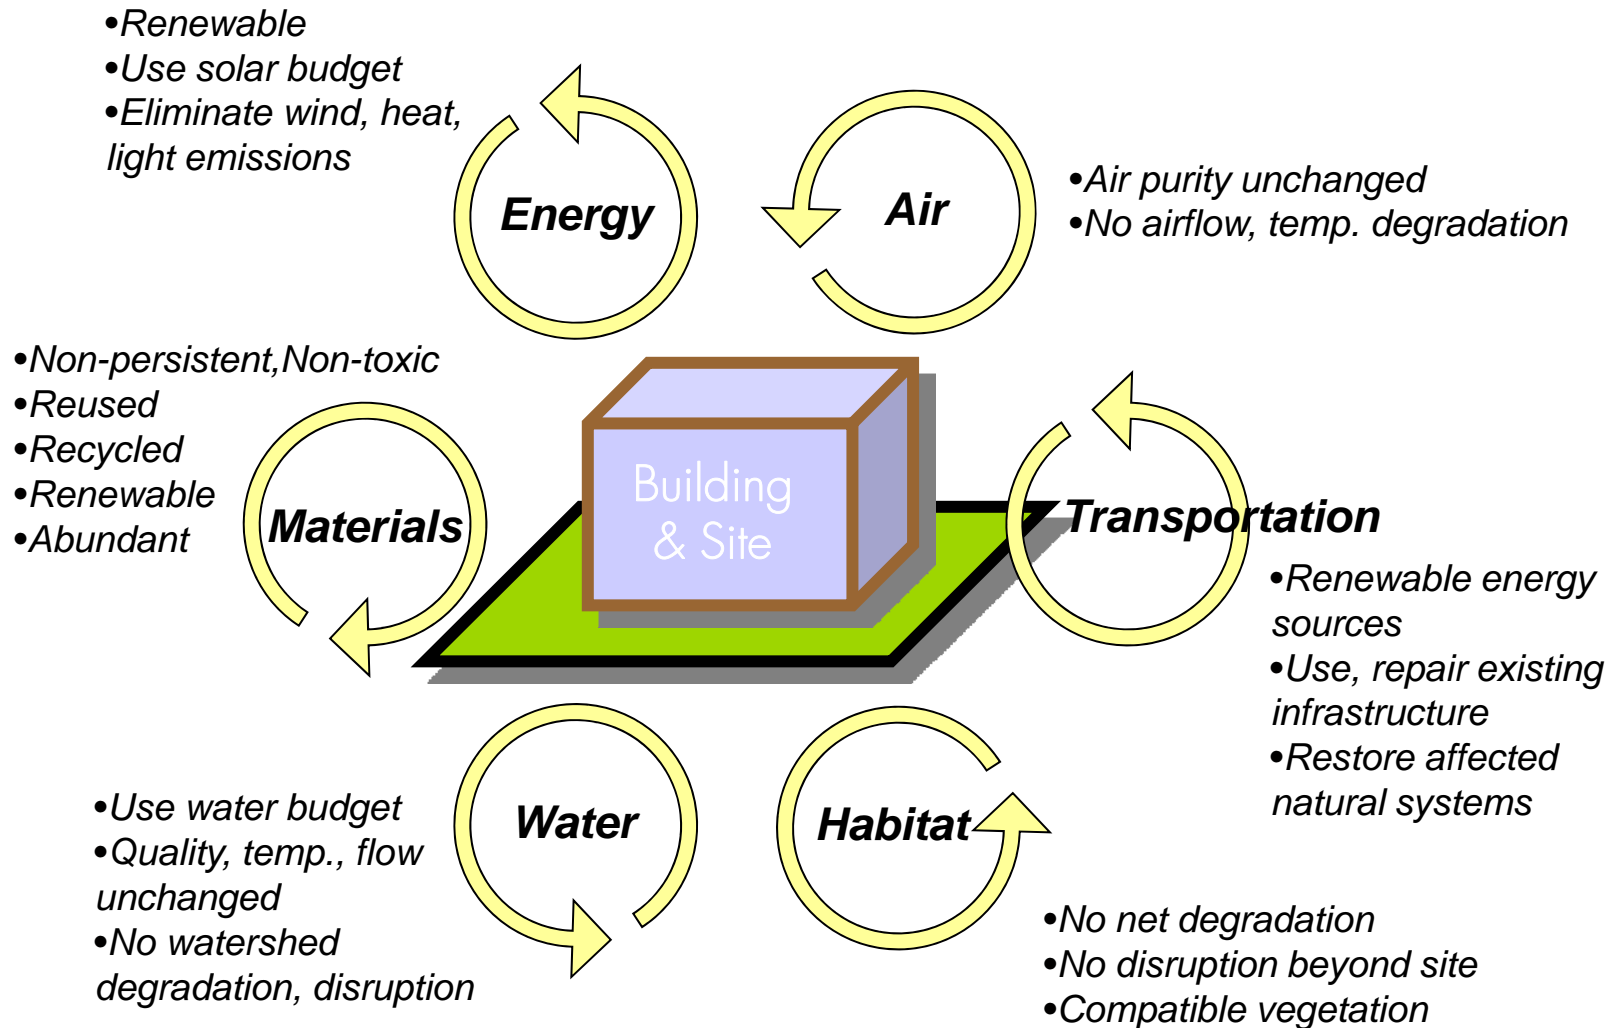 •Renewable
•Use solar budget
•Eliminate wind, heat,
light emissions
Energy
Air
•Air purity unchanged
•No airflow, temp. degradation
•Non-persistent,Non-toxic
•Reused
•Recycled
•Renewable
•Abundant
Materials
Building
& Site
Transportation
•Renewable energy
sources
•Use, repair existing
infrastructure
•Restore affected
natural systems
•Use water budget
•Quality, temp., flow
unchanged
•No watershed
degradation, disruption
Water
Habitat
•No net degradation
•No disruption beyond site
•Compatible vegetation